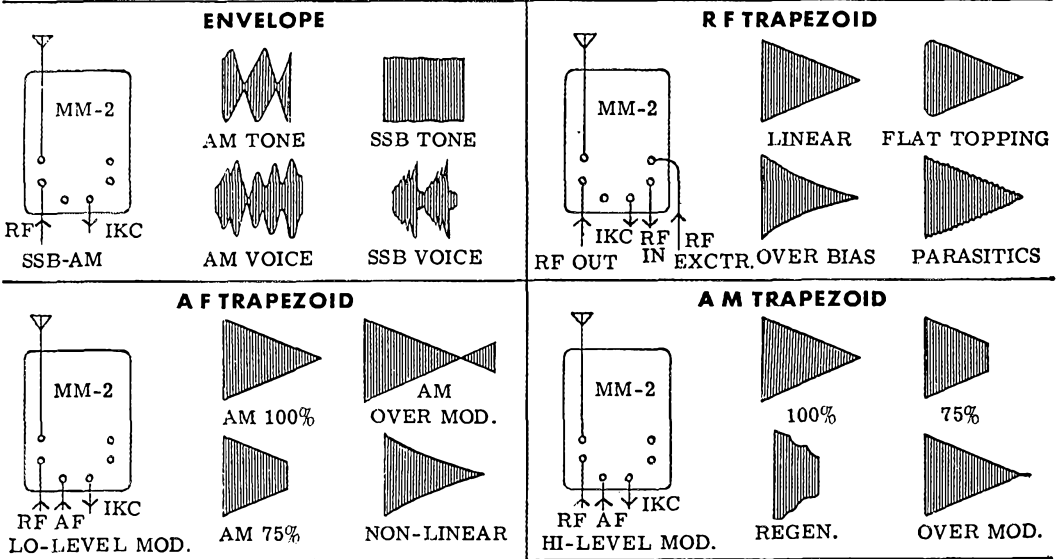 ENVELOPE
MM-2
AM TONE
SSB TONE
RF
IKC
SSB-AM
AM VOICE
SSB VOICE
RF TRAPEZOID
MM-2
LINEAR
FLAT TOPPING
IKC
RF IN
RF EXCTR.
RF OUT
OVER BIAS
PARASITICS
AF TRAPEZOID
MM-2
AM 100%
AM OVER MOD.
RF
AF
IKC
LO-LEVEL MOD.
AM 75%
NON-LINEAR
AM TRAPEZOID
MM-2
100%
75%
RF
AF
IKC
HI-LEVEL MOD.
REGEN.
OVER MOD.